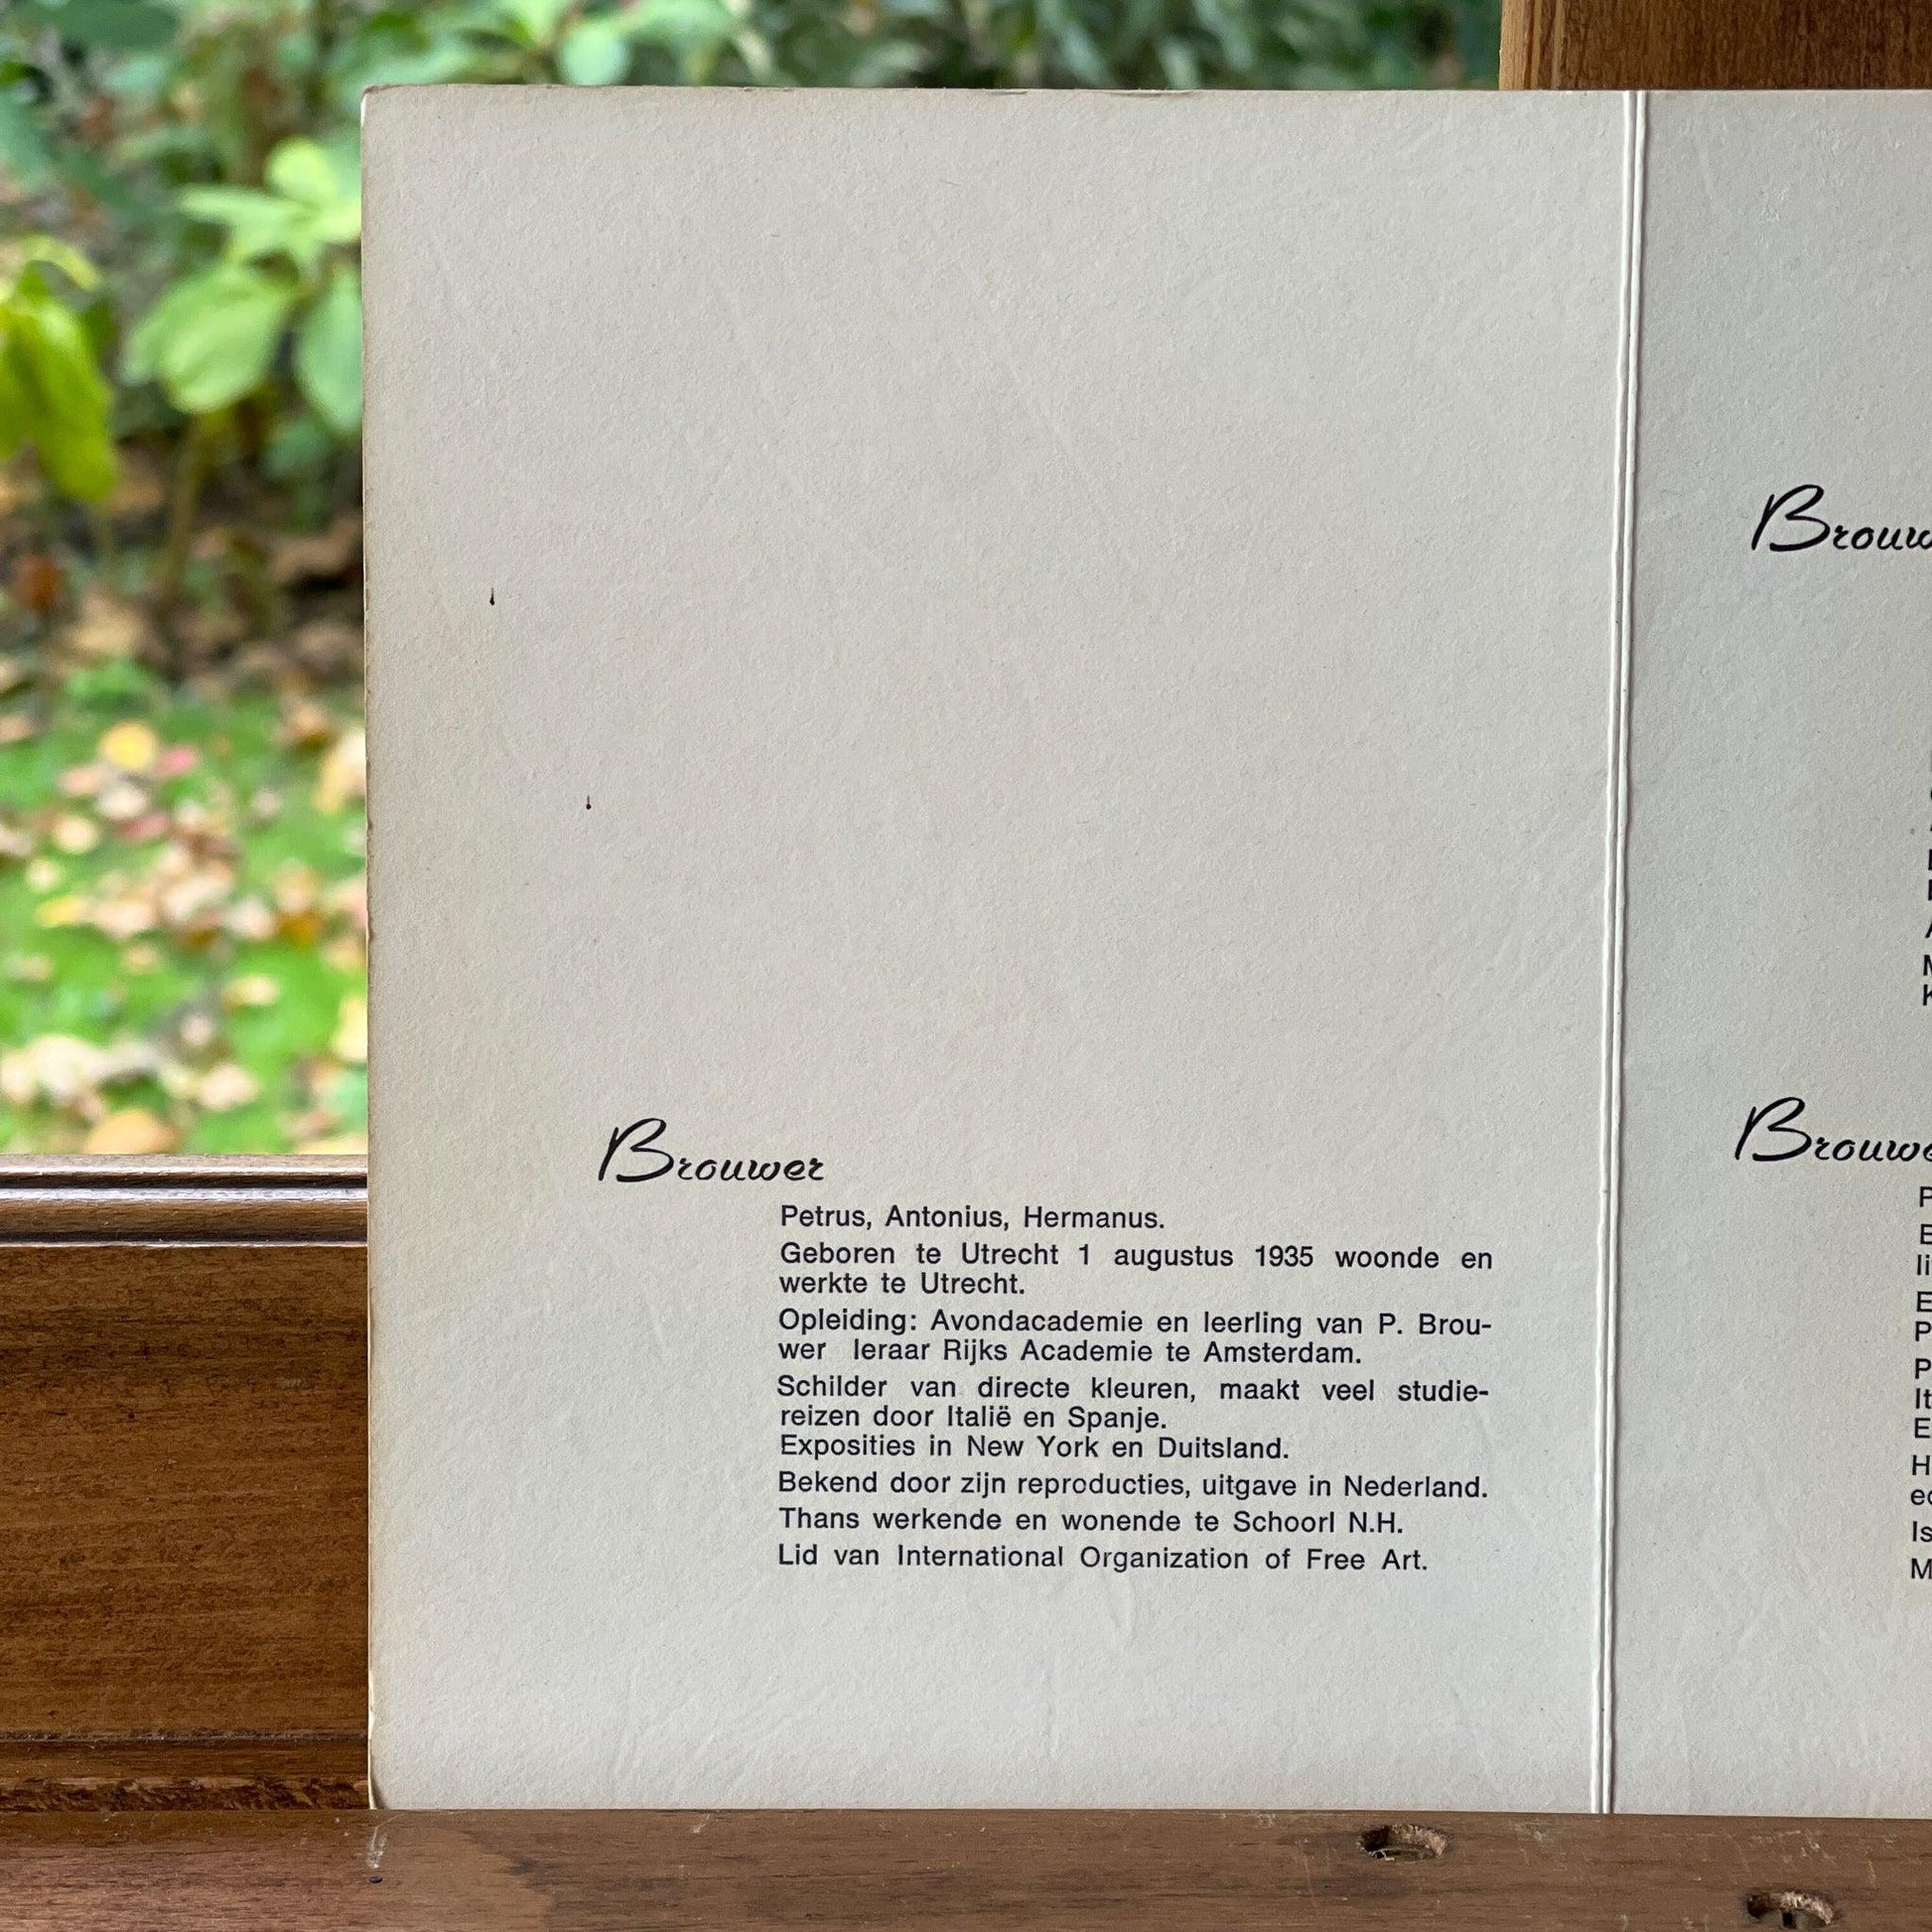 Brouwer
Petrus, Antonius, Hermanus.
Geboren te Utrecht 1 augustus 1935 woonde en
werkte te Utrecht.
Opleiding: Avondacademie en leerling van P. Brou-
wer leraar Rijks Academie te Amsterdam.
Schilder van directe kleuren, maakt veel studie-
reizen door Italië en Spanje.
Exposities in New York en Duitsland.
Bekend door zijn reproducties, uitgave in Nederland.
Thans werkende en wonende te Schoorl N.H.
Lid van International Organization of Free Art.